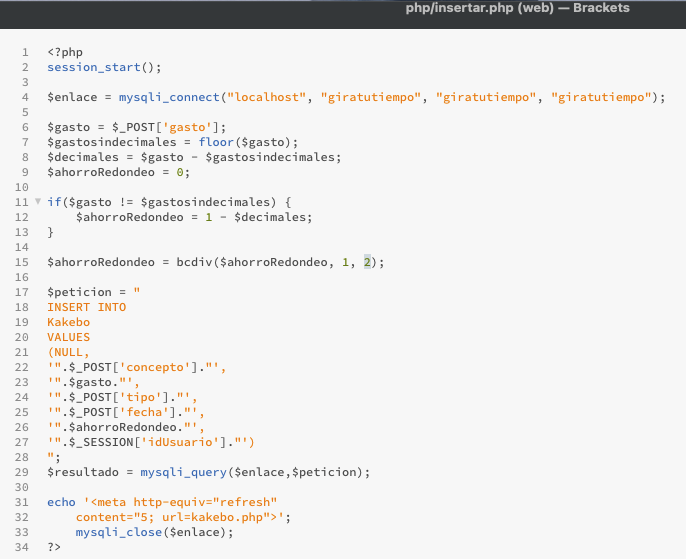 php/insertar.php (web) — Brackets
1 <?php
2 session_start();
3
4 $enlace = mysqli_connect("localhost", "giratutiempo", "giratutiempo", "giratutiempo");
5
6 $gasto = $_POST['gasto'];
7 $gastosindecimales = floor($gasto);
8 $decimales = $gasto - $gastosindecimales;
9 $ahorroRedondeo = 0;
10
11 if($gasto != $gastosindecimales) {
12     $ahorroRedondeo = 1 - $decimales;
13 }
14
15 $ahorroRedondeo = bcdiv($ahorroRedondeo, 1, 2);
16
17 $peticion = "
18 INSERT INTO
19 Kakebo
20 VALUES
21 (NULL,
22 '".$_POST['concepto']."',
23 '".$gasto."',
24 '".$_POST['tipo']."',
25 '".$_POST['fecha']."',
26 '".$ahorroRedondeo."',
27 '".$_SESSION['idUsuario']."')
28 ";
29 $resultado = mysqli_query($enlace,$peticion);
30
31 echo '<meta http-equiv="refresh"
32     content="5; url=kakebo.php">';
33     mysqli_close($enlace);
34 ?>